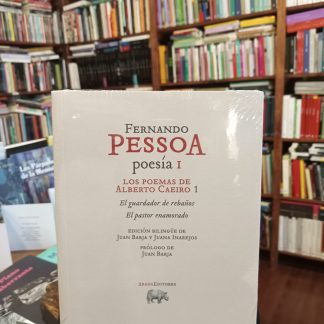 FERNANDO
PESSOA
poesía I
LOS POEMAS DE
ALBERTO CAEIRO 1
El guardador de rebaños
El pastor enamorado
EDICIÓN BILINGÜE DE
JUAN BARJA Y JUANA INAREJOS
PRÓLOGO DE
JUAN BARJA
ABADA EDITORES